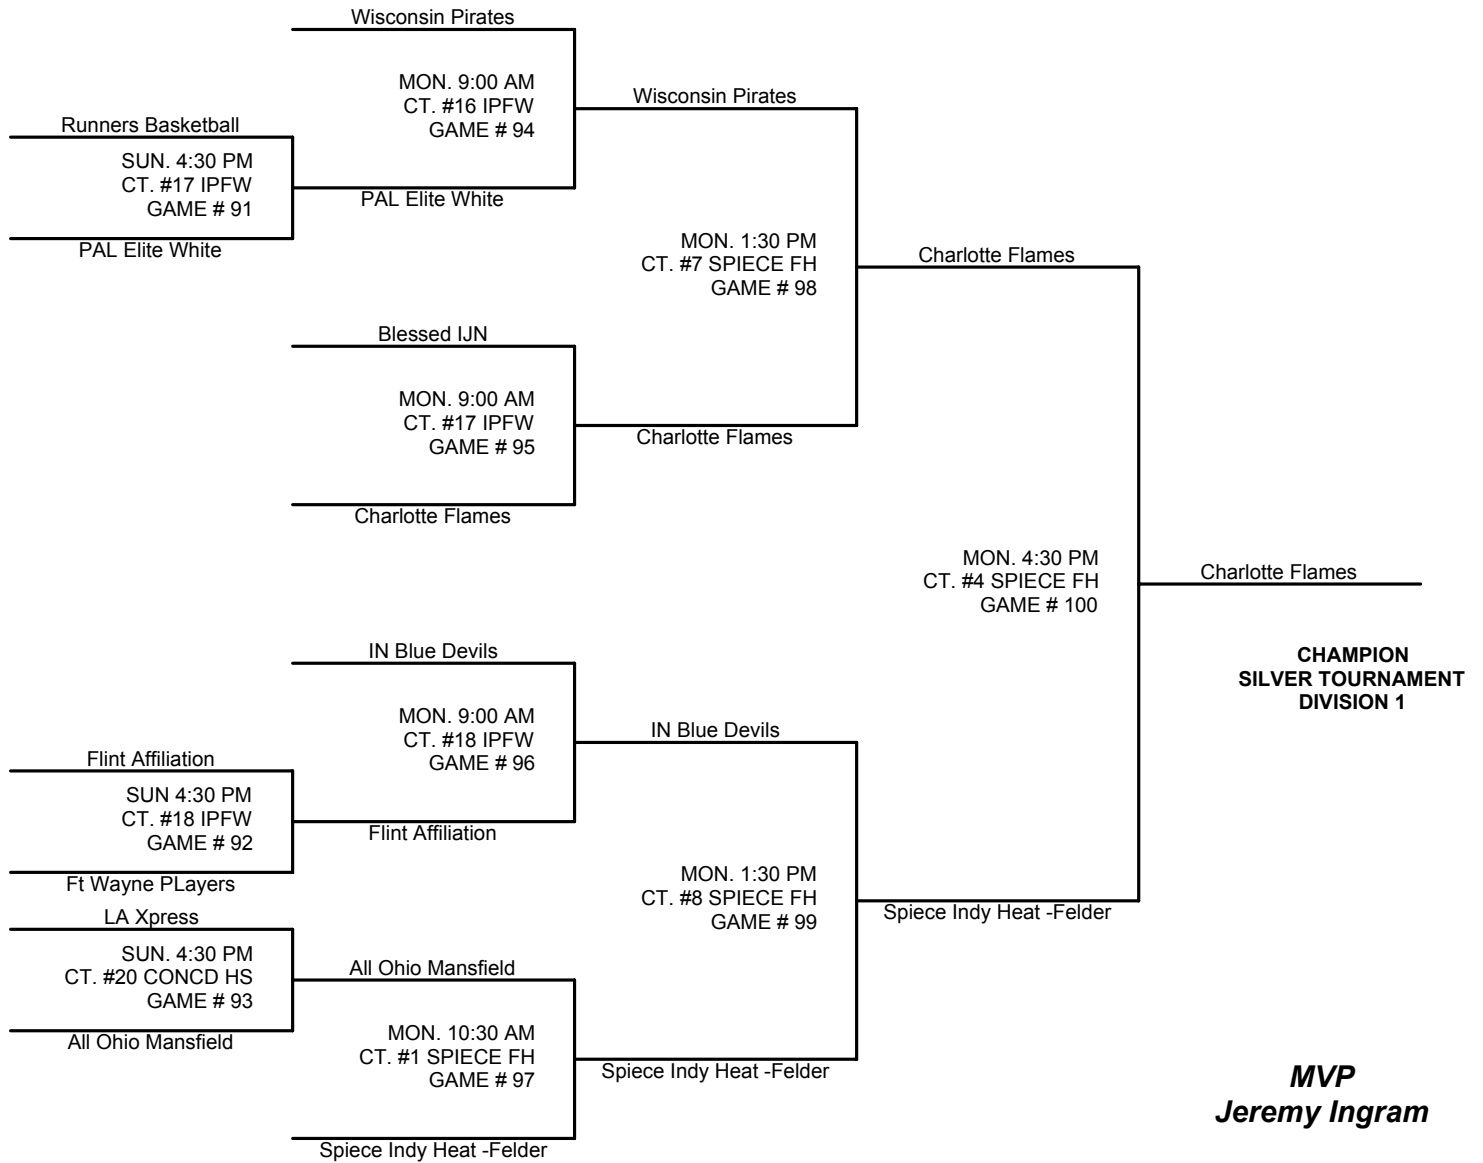 Wisconsin Pirates
MON. 9:00 AM
CT. #16 IPFW
GAME # 94
Wisconsin Pirates
Runners Basketball
SUN. 4:30 PM
CT. #17 IPFW
GAME # 91
PAL Elite White
PAL Elite White
MON. 1:30 PM
CT. #7 SPIECE FH
GAME # 98
Charlotte Flames
Blessed IJN
MON. 9:00 AM
CT. #17 IPFW
GAME # 95
Charlotte Flames
Charlotte Flames
MON. 4:30 PM
CT. #4 SPIECE FH
GAME # 100
Charlotte Flames
CHAMPION
SILVER TOURNAMENT
DIVISION 1
IN Blue Devils
MON. 9:00 AM
CT. #18 IPFW
GAME # 96
IN Blue Devils
Flint Affiliation
SUN 4:30 PM
CT. #18 IPFW
GAME # 92
Flint Affiliation
Ft Wayne PLayers
MON. 1:30 PM
CT. #8 SPIECE FH
GAME # 99
Spiece Indy Heat -Felder
LA Xpress
SUN. 4:30 PM
CT. #20 CONCD HS
GAME # 93
All Ohio Mansfield
All Ohio Mansfield
MON. 10:30 AM
CT. #1 SPIECE FH
GAME # 97
Spiece Indy Heat -Felder
Spiece Indy Heat -Felder
MVP
Jeremy Ingram